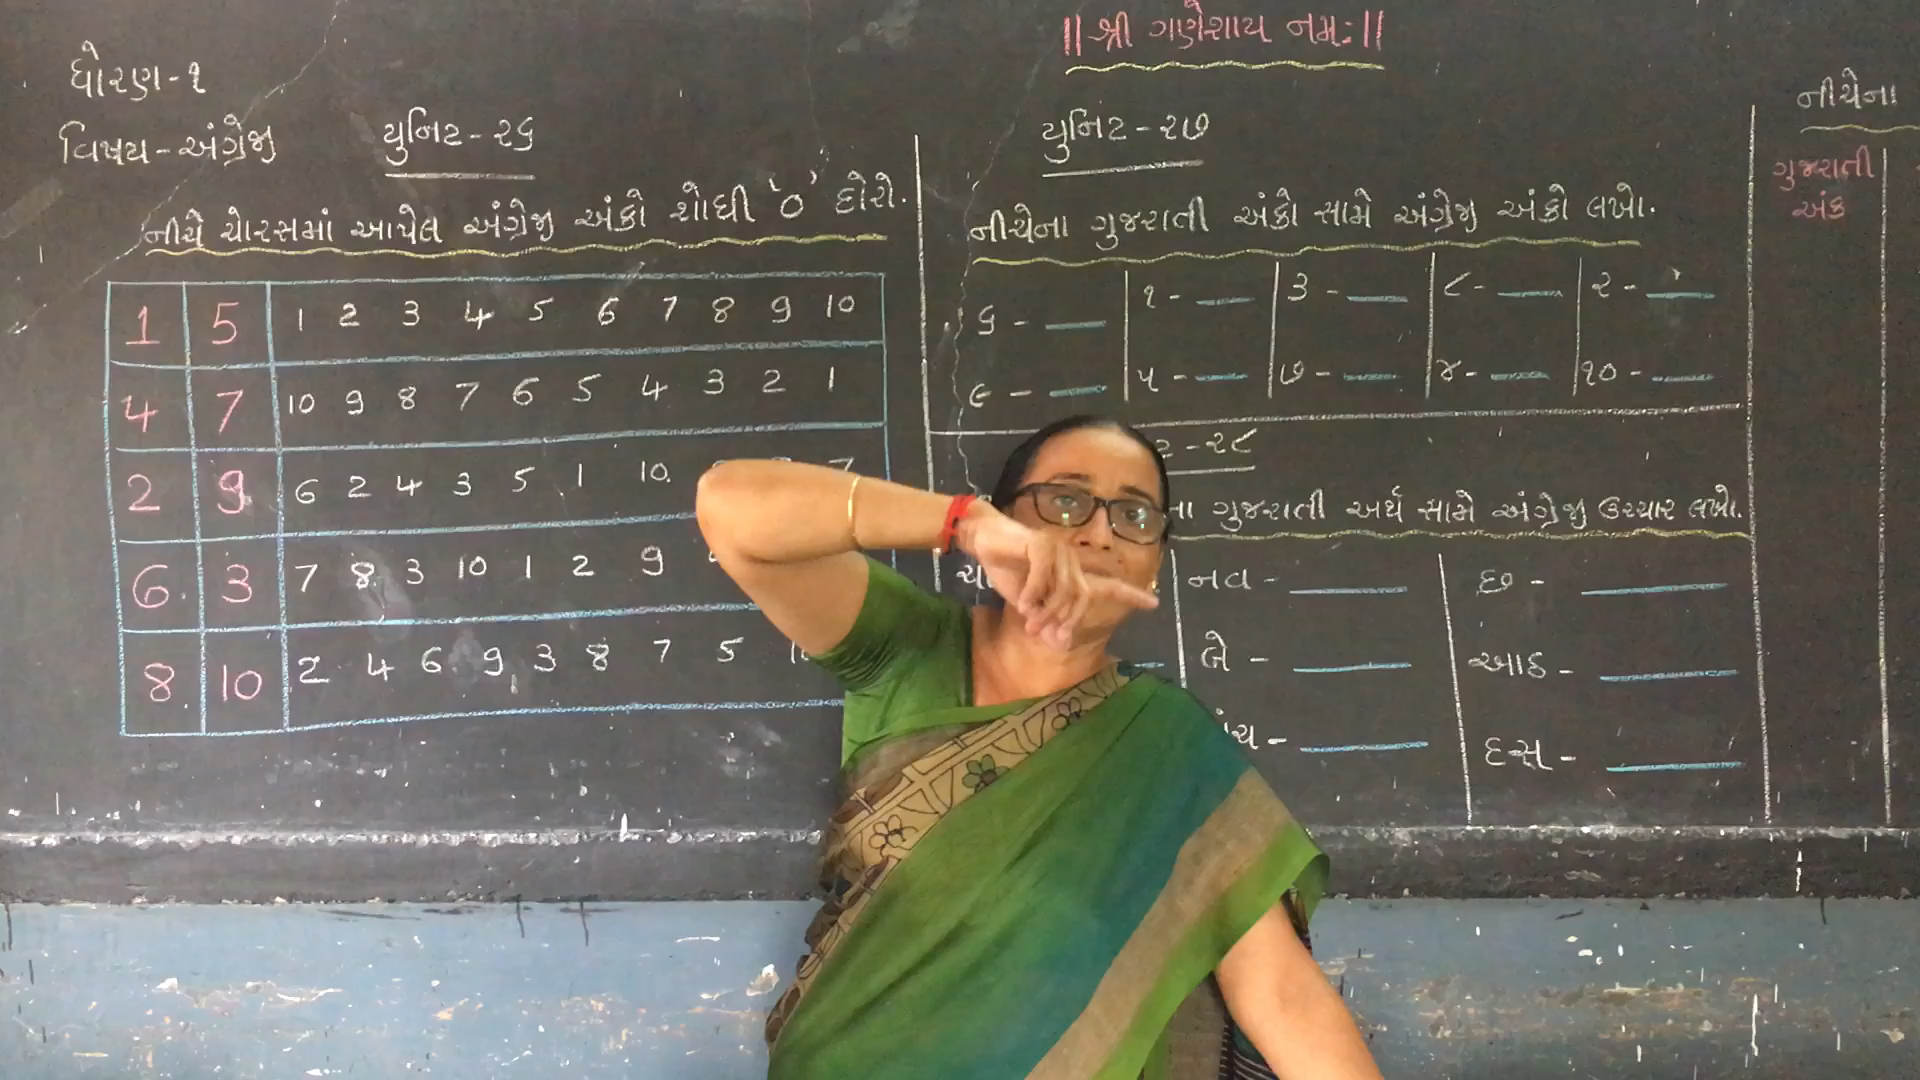 || શ્રી ગણેશાય નમઃ ||
ધોરણ-૧
વિષય-અંગ્રેજી
યુનિટ-૨૬
નીચે ચોરસમાં આપેલ અંગ્રેજી અંકો શોધી 'o' દોરો.
1 5 1 2 3 4 5 6 7 8 9 10
4 7 10 9 8 7 6 5 4 3 2 1
2 9 6 2 4 3 5 1 10 7
6 3 7 8 3 10 1 2 9
8 10 2 4 6 9 3 8 7 5
યુનિટ-૨૭
નીચેના ગુજરાતી અંકો સામે અંગ્રેજી અંકો લખો.
૬ - ૧ - ૩ - ૮ - ૨ -
૯ - ૫ - ૭ - ૪ - ૧૦ -
ટ-૨૮
ના ગુજરાતી અર્થ સામે અંગ્રેજી ઉચ્ચાર લખો.
નવ - છ -
બે - આઠ -
ંચ - દસ -
નીચેના
ગુજરાતી
અંક